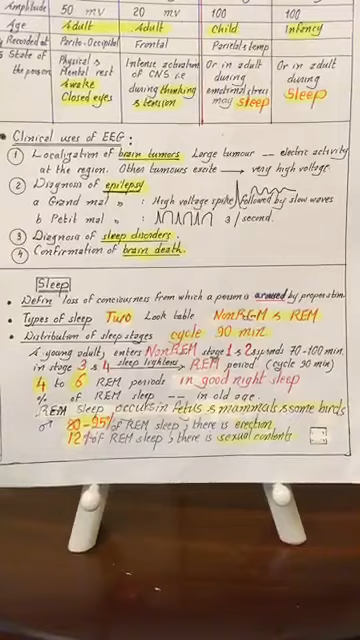 Amplitude 50 mv 20 mv 100 100
Age Adult Adult Child Infancy
Recorded at Parito-Occipital Frontal Parital & temp
State of the person Physical & Mental rest Awake Closed eyes Intense activation of CNS i.e during thinking & tension Or in adult during emotional stress may sleep Or in adult during Sleep
• Clinical uses of EEG:
① Localization of brain tumors Large tumour — electric activity
at the region. Other tumours excite → very high voltage
② Diagnosis of epilepsy
a Grand mal " : High voltage spike followed by slow waves
b Petit mal " : 3/second.
③ Diagnosis of sleep disorders.
④ Confirmation of brain death.
Sleep
• Defin loss of conciousness from which a person is aroused by
• Types of sleep Two Look table NonREM & REM
• Distribution of sleep stages cycle 90 min
A young adult, enters NonREM stage 1 & 2 70-100 min.
in stage 3 & 4 sleep lightens → REM period (cycle 90 min)
4 to 6 REM periods in good night sleep
% of REM sleep -- in old age.
REM sleep occurs in fetus & mammals & some birds
♂ 80-95% of REM sleep; there is erection,
12% of REM sleep; there is sexual contents